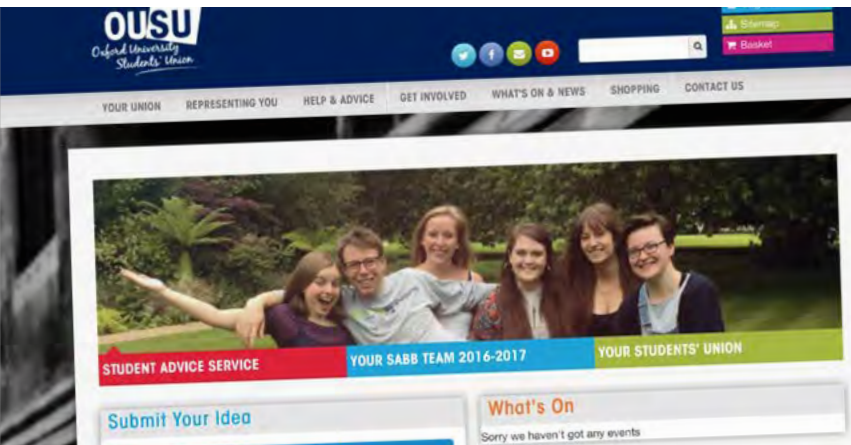 OUSU
Oxford University
Students' Union
Sitemap
Basket
YOUR UNION REPRESENTING YOU HELP & ADVICE GET INVOLVED WHAT'S ON & NEWS SHOPPING CONTACT US
STUDENT ADVICE SERVICE YOUR SABB TEAM 2016-2017 YOUR STUDENTS' UNION
Submit Your Idea
What's On
Sorry we haven't got any events